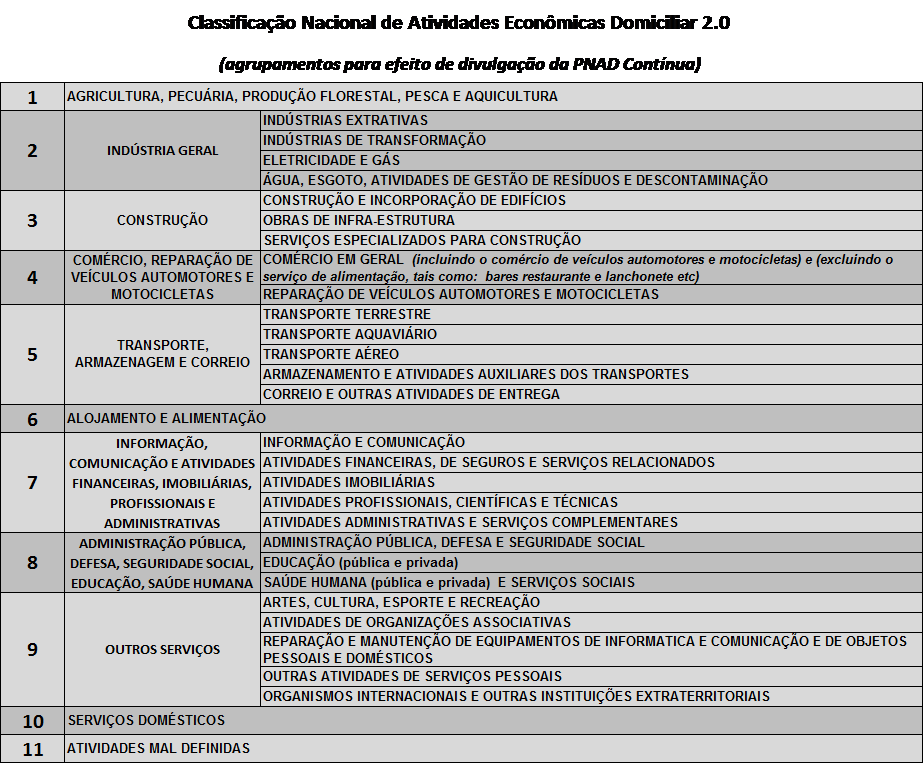 Classificação Nacional de Atividades Econômicas Domiciliar 2.0
(agrupamentos para efeito de divulgação da PNAD Contínua)
1
AGRICULTURA, PECUÁRIA, PRODUÇÃO FLORESTAL, PESCA E AQUICULTURA
2
INDÚSTRIA GERAL
INDÚSTRIAS EXTRATIVAS
INDÚSTRIAS DE TRANSFORMAÇÃO
ELETRICIDADE E GÁS
ÁGUA, ESGOTO, ATIVIDADES DE GESTÃO DE RESÍDUOS E DESCONTAMINAÇÃO
3
CONSTRUÇÃO
CONSTRUÇÃO E INCORPORAÇÃO DE EDIFÍCIOS
OBRAS DE INFRA-ESTRUTURA
SERVIÇOS ESPECIALIZADOS PARA CONSTRUÇÃO
4
COMÉRCIO, REPARAÇÃO DE
VEÍCULOS AUTOMOTORES E
MOTOCICLETAS
COMÉRCIO EM GERAL (incluindo o comércio de veículos automotores e motocicletas) e (excluindo o
serviço de alimentação, tais como: bares restaurante e lanchonete etc)
REPARAÇÃO DE VEÍCULOS AUTOMOTORES E MOTOCICLETAS
5
TRANSPORTE,
ARMAZENAGEM E CORREIO
TRANSPORTE TERRESTRE
TRANSPORTE AQUAVIÁRIO
TRANSPORTE AÉREO
ARMAZENAMENTO E ATIVIDADES AUXILIARES DOS TRANSPORTES
CORREIO E OUTRAS ATIVIDADES DE ENTREGA
6
ALOJAMENTO E ALIMENTAÇÃO
7
INFORMAÇÃO,
COMUNICAÇÃO E ATIVIDADES
FINANCEIRAS, IMOBILIÁRIAS,
PROFISSIONAIS E
ADMINISTRATIVAS
INFORMAÇÃO E COMUNICAÇÃO
ATIVIDADES FINANCEIRAS, DE SEGUROS E SERVIÇOS RELACIONADOS
ATIVIDADES IMOBILIÁRIAS
ATIVIDADES PROFISSIONAIS, CIENTÍFICAS E TÉCNICAS
ATIVIDADES ADMINISTRATIVAS E SERVIÇOS COMPLEMENTARES
8
ADMINISTRAÇÃO PÚBLICA,
DEFESA, SEGURIDADE SOCIAL,
EDUCAÇÃO, SAÚDE HUMANA
ADMINISTRAÇÃO PÚBLICA, DEFESA E SEGURIDADE SOCIAL
EDUCAÇÃO (pública e privada)
SAÚDE HUMANA (pública e privada) E SERVIÇOS SOCIAIS
9
OUTROS SERVIÇOS
ARTES, CULTURA, ESPORTE E RECREAÇÃO
ATIVIDADES DE ORGANIZAÇÕES ASSOCIATIVAS
REPARAÇÃO E MANUTENÇÃO DE EQUIPAMENTOS DE INFORMATICA E COMUNICAÇÃO E DE OBJETOS
PESSOAIS E DOMÉSTICOS
OUTRAS ATIVIDADES DE SERVIÇOS PESSOAIS
ORGANISMOS INTERNACIONAIS E OUTRAS INSTITUIÇÕES EXTRATERRITORIAIS
10
SERVIÇOS DOMÉSTICOS
11
ATIVIDADES MAL DEFINIDAS